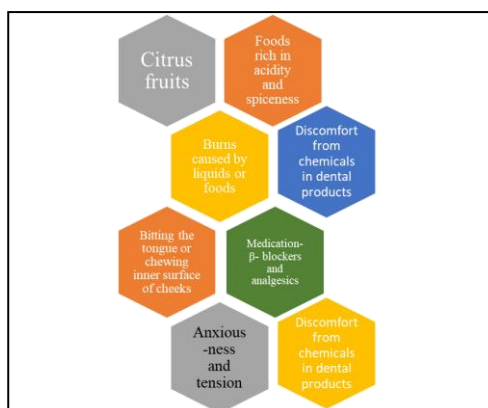 Citrus
fruits
Foods
rich in
acidity
and
spiceness
Burns
caused by
liquids or
foods
Discomfort
from
chemicals
in dental
products
Bitting the
tongue or
chewing
inner surface
of cheeks
Medication-
β- blockers
and
analgesics
Anxious
-ness
and
tension
Discomfort
from
chemicals
in dental
products